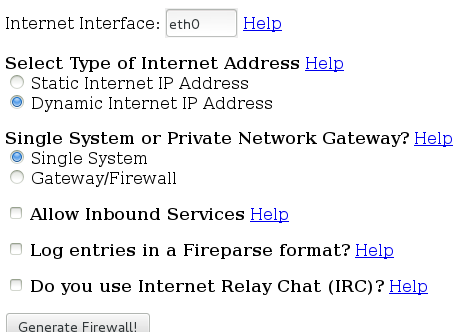 Internet Interface: eth0 Help
Select Type of Internet Address Help
Static Internet IP Address
Dynamic Internet IP Address
Single System or Private Network Gateway? Help
Single System
Gateway/Firewall
Allow Inbound Services Help
Log entries in a Fireparse format? Help
Do you use Internet Relay Chat (IRC)? Help
Generate Firewall!